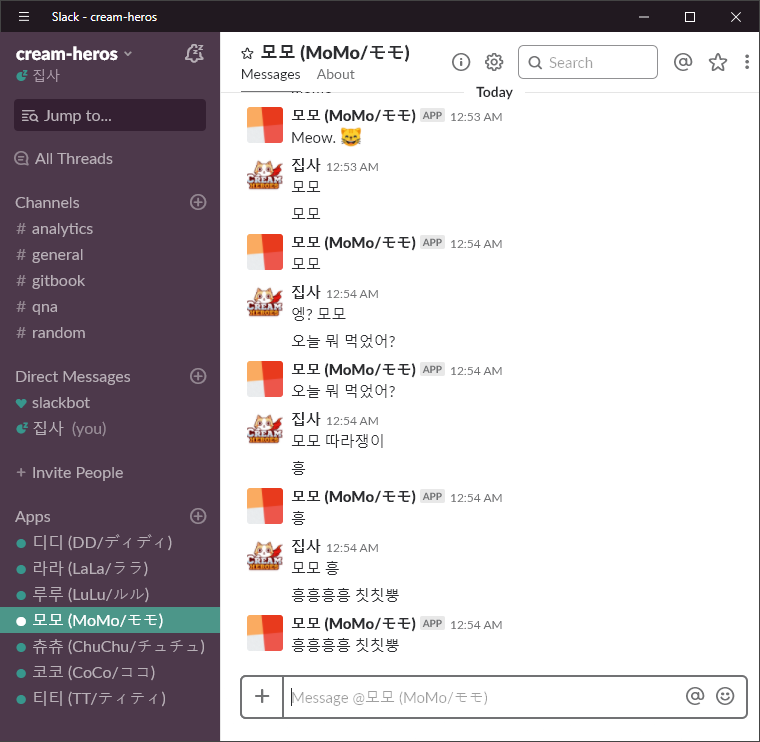 Slack - cream-heros
cream-heros
집사
Jump to...
All Threads
Channels
# analytics
# general
# gitbook
# qna
# random
Direct Messages
slackbot
집사 (you)
+ Invite People
Apps
디디 (DD/ディディ)
라라 (LaLa/ララ)
루루 (LuLu/ルル)
모모 (MoMo/モモ)
츄츄 (ChuChu/チュチュ)
코코 (CoCo/ココ)
티티 (TT/ティティ)
모모 (MoMo/モモ)
Messages About
Search
Today
모모 (MoMo/モモ) APP 12:53 AM
Meow. 😸
CREAM HEROES
집사 12:53 AM
모모
모모
모모 (MoMo/モモ) APP 12:54 AM
모모
CREAM HEROES
집사 12:54 AM
엥? 모모
오늘 뭐 먹었어?
모모 (MoMo/モモ) APP 12:54 AM
오늘 뭐 먹었어?
CREAM HEROES
집사 12:54 AM
모모 따라쟁이
흥
모모 (MoMo/モモ) APP 12:54 AM
흥
CREAM HEROES
집사 12:54 AM
모모 흥
흥흥흥흥 칫칫뿡
모모 (MoMo/モモ) APP 12:54 AM
흥흥흥흥 칫칫뿡
Message @모모 (MoMo/モモ)